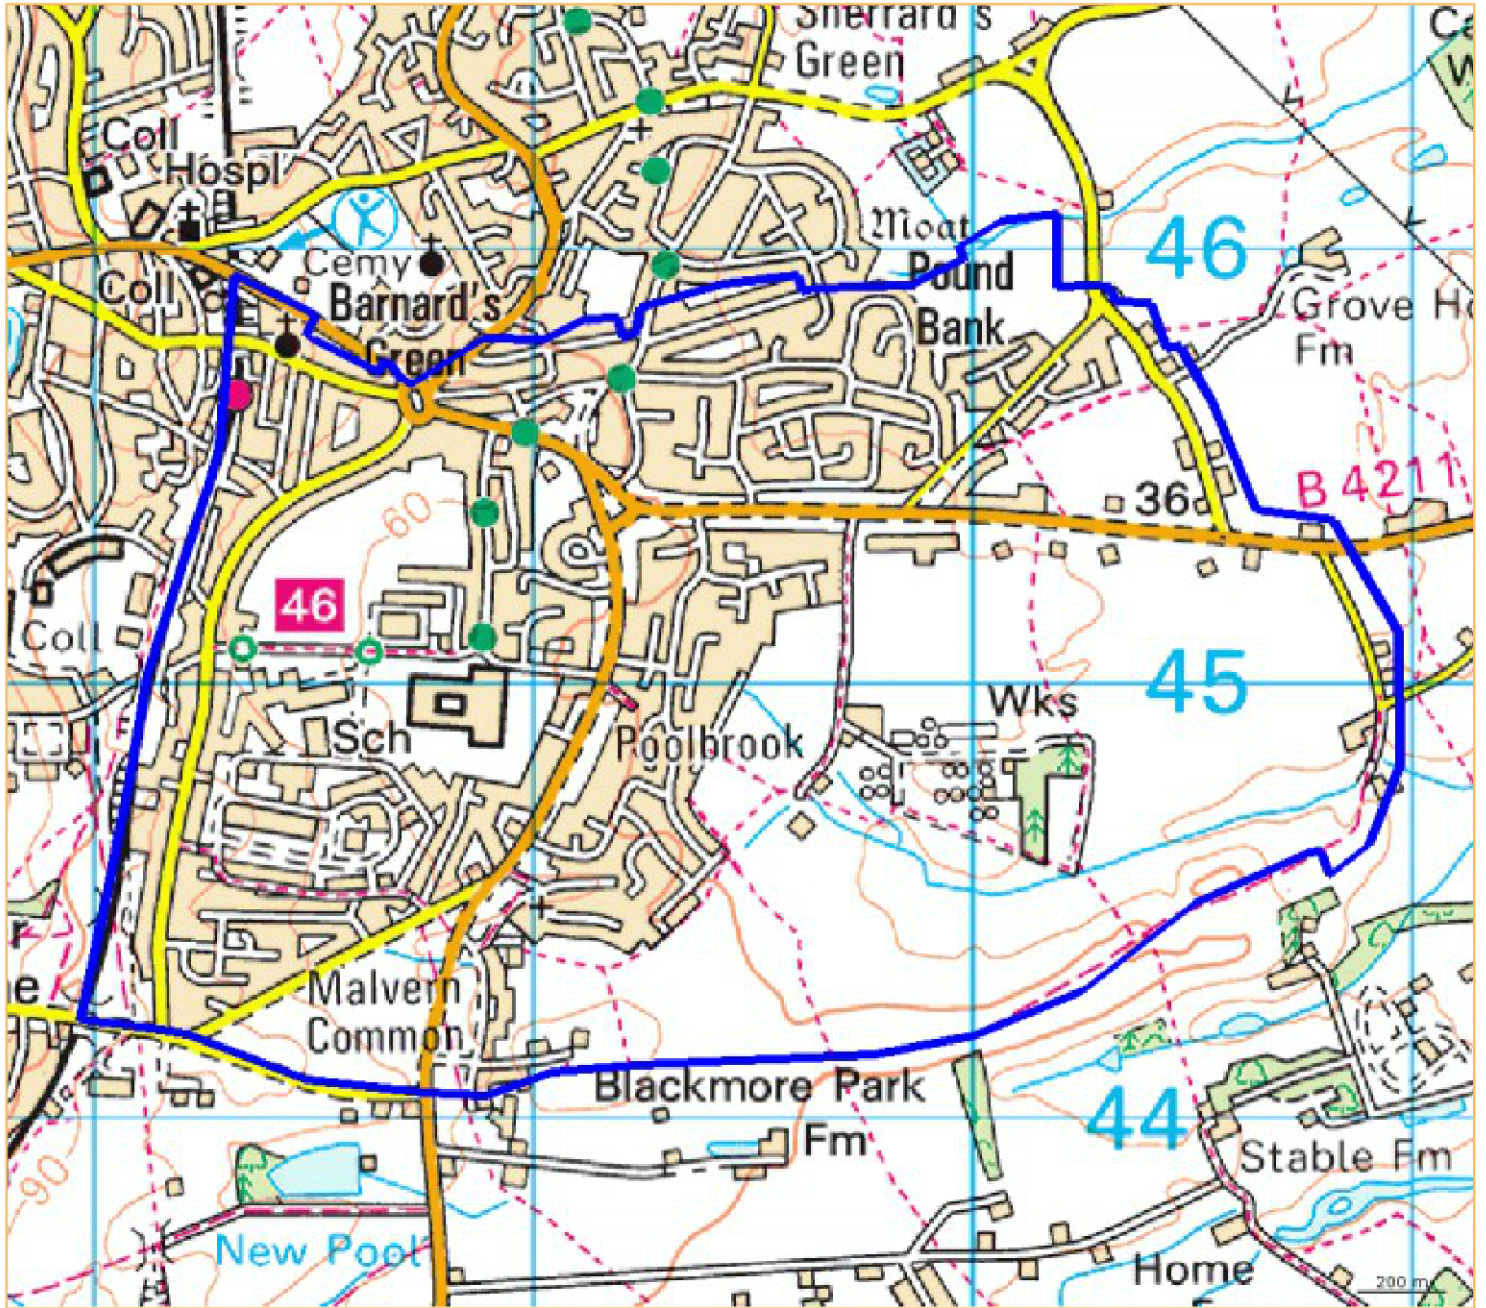 Sherrard's
Green
Coll
Hospl
Moat
46
Cemy
Coll
Pound
Bank
Barnard's
Green
Grove
Fm
B 4211
36
60
46
Coll
45
Wks
Sch
Poolbrook
Malvern
Common
Blackmore Park
44
Fm
Stable Fm
90
New Pool
Home
200 m